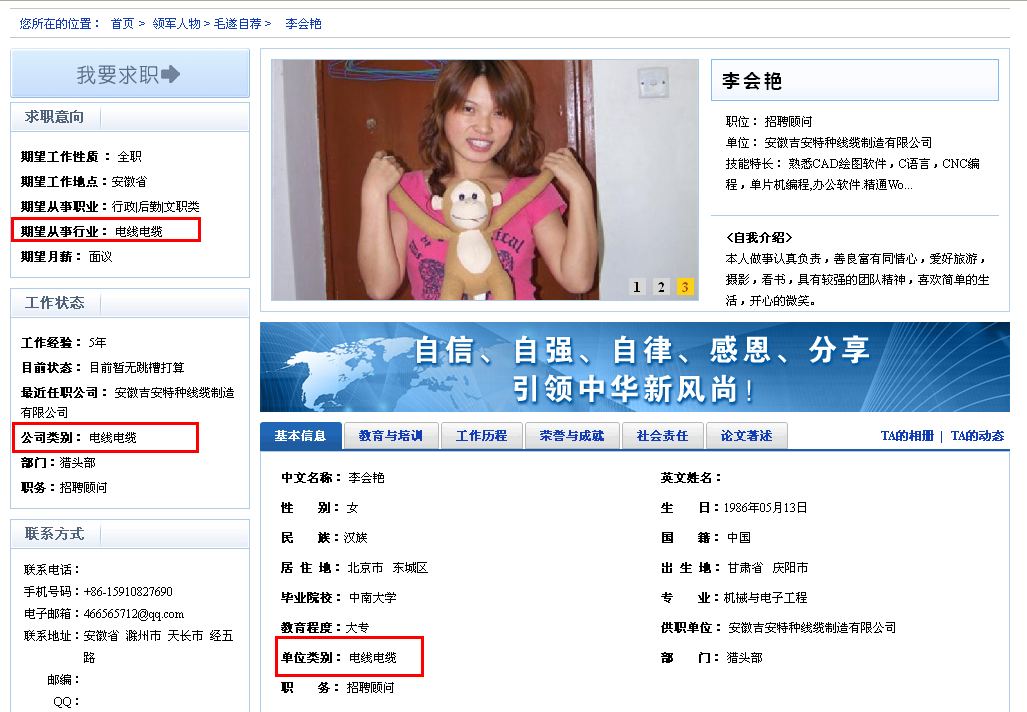 您所在的位置： 首页 > 领军人物 > 毛遂自荐 > 李会艳
我要求职
求职意向
期望工作性质： 全职
期望工作地点：安徽省
期望从事职业：行政|后勤|文职类
期望从事行业： 电线电缆
期望月薪： 面议
工作状态
工作经验： 5年
目前状态： 目前暂无跳槽打算
最近任职公司： 安徽吉安特种线缆制造
有限公司
公司类别： 电线电缆
部门：猎头部
职务：招聘顾问
联系方式
联系电话：
手机号码：+86-15910827690
电子邮箱：466565712@qq.com
联系地址：安徽省 滁州市 天长市 经五
路
邮编：
QQ：
1 2 3
李会艳
职位： 招聘顾问
单位： 安徽吉安特种线缆制造有限公司
技能特长： 熟悉CAD绘图软件，C语言，CNC编
程，单片机编程,办公软件.精通Wo...
<自我介绍>
本人做事认真负责，善良富有同情心，爱好旅游，
摄影，看书，具有较强的团队精神，喜欢简单的生
活，开心的微笑。
自信、自强、自律、感恩、分享
引领中华新风尚！
基本信息 教育与培训 工作历程 荣誉与成就 社会责任 论文著述 TA的相册 | TA的动态
中文名称： 李会艳 英文姓名：
性 别： 女 生 日：1986年05月13日
民 族：汉族 国 籍： 中国
居 住 地： 北京市 东城区 出 生 地： 甘肃省 庆阳市
毕业院校： 中南大学 专 业：机械与电子工程
教育程度：大专 供职单位： 安徽吉安特种线缆制造有限公司
单位类别： 电线电缆 部 门： 猎头部
职 务： 招聘顾问